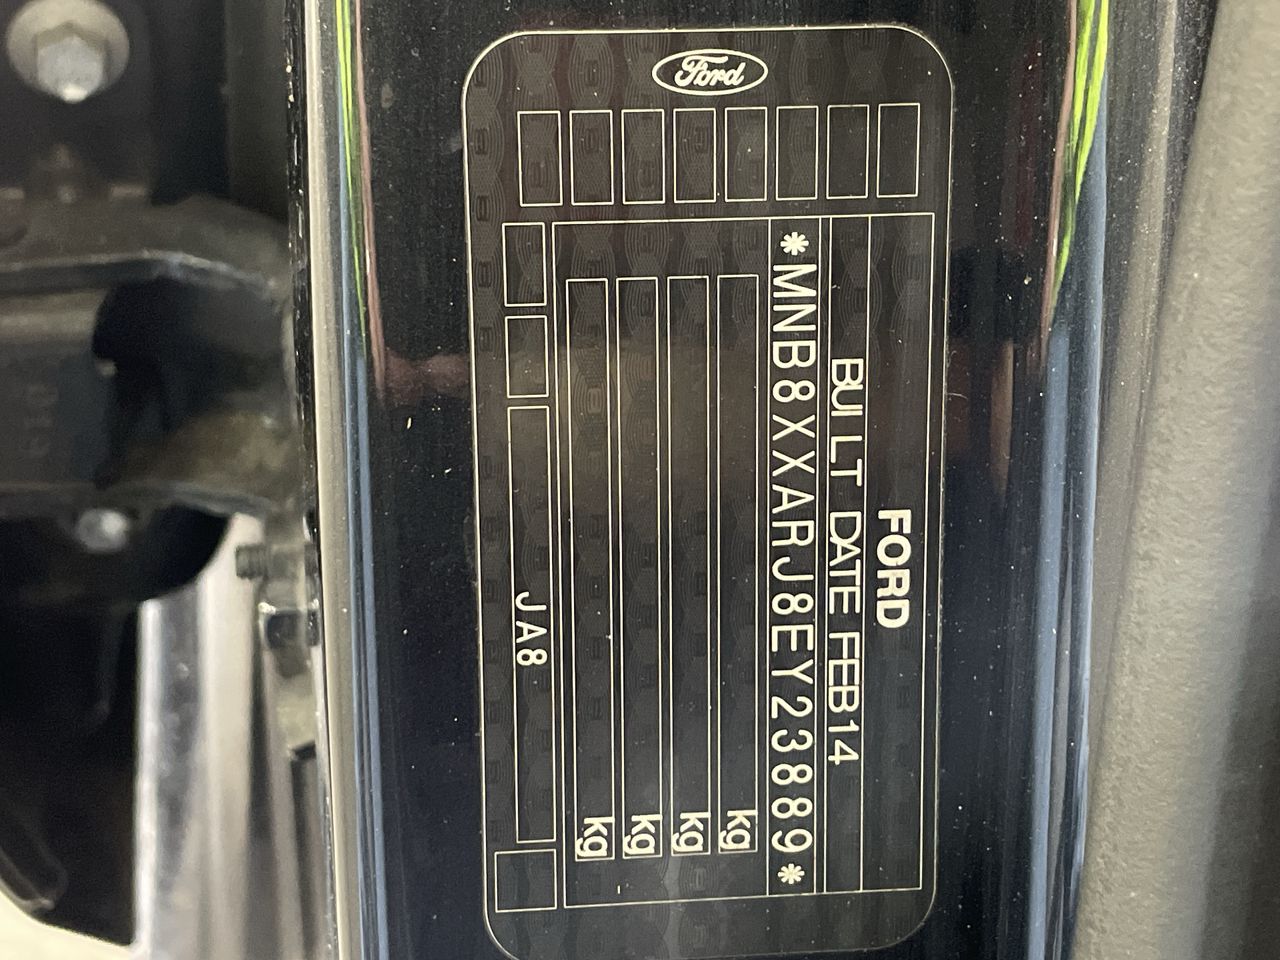 Ford
FORD
BUILT DATE FEB14
*MNB8XXARJ8EY23889*
kg
kg
kg
kg
JA8